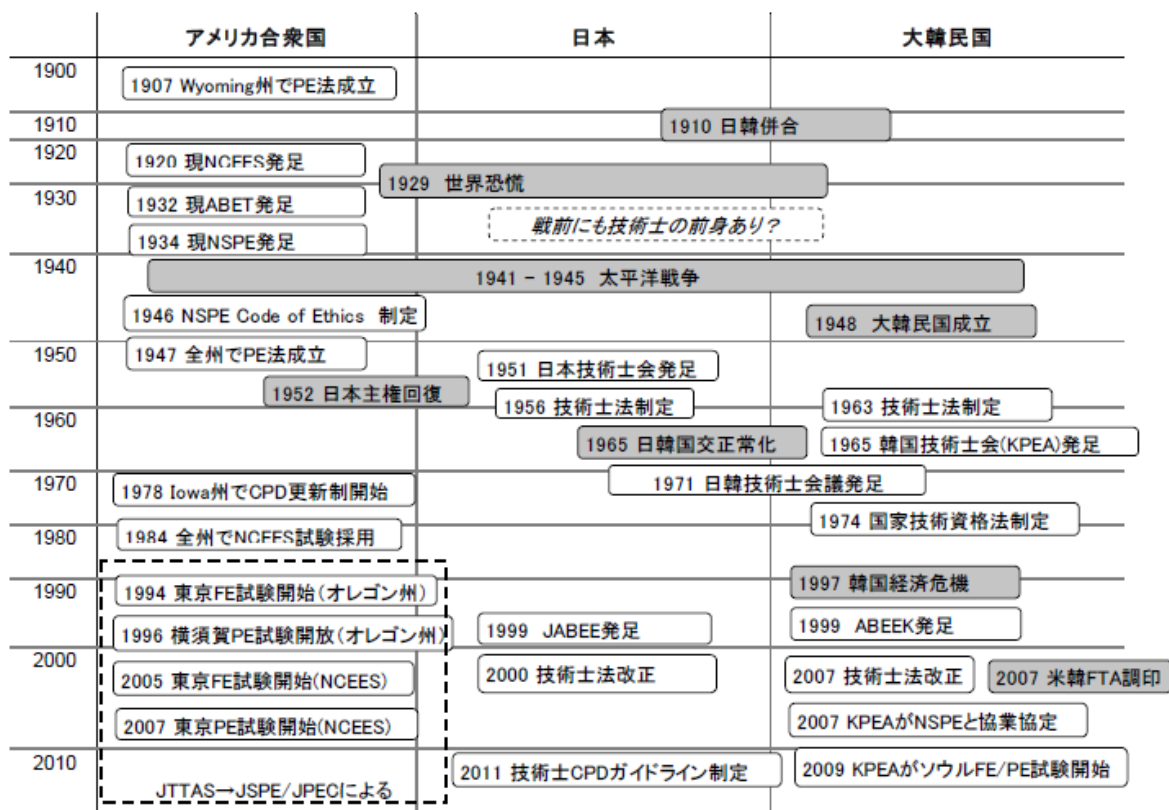 アメリカ合衆国 日本 大韓民国
1900
1907 Wyoming州でPE法成立
1910
1910 日韓併合
1920
1920 現NCEES発足
1929 世界恐慌
1930
1932 現ABET発足
戦前にも技術士の前身あり？
1934 現NSPE発足
1940
1941 - 1945 太平洋戦争
1946 NSPE Code of Ethics 制定
1948 大韓民国成立
1950
1947 全州でPE法成立
1951 日本技術士会発足
1952 日本主権回復
1956 技術士法制定
1963 技術士法制定
1960
1965 日韓国交正常化
1965 韓国技術士会(KPEA)発足
1970
1971 日韓技術士会議発足
1978 Iowa州でCPD更新制開始
1974 国家技術資格法制定
1980
1984 全州でNCEES試験採用
1990
1994 東京FE試験開始(オレゴン州)
1997 韓国経済危機
1996 横須賀PE試験開放(オレゴン州)
1999 JABEE発足
1999 ABEEK発足
2000
2005 東京FE試験開始(NCEES)
2000 技術士法改正
2007 技術士法改正
2007 米韓FTA調印
2007 東京PE試験開始(NCEES)
2007 KPEAがNSPEと協業協定
2010
2011 技術士CPDガイドライン制定
2009 KPEAがソウルFE/PE試験開始
JTTAS→JSPE/JPECによる